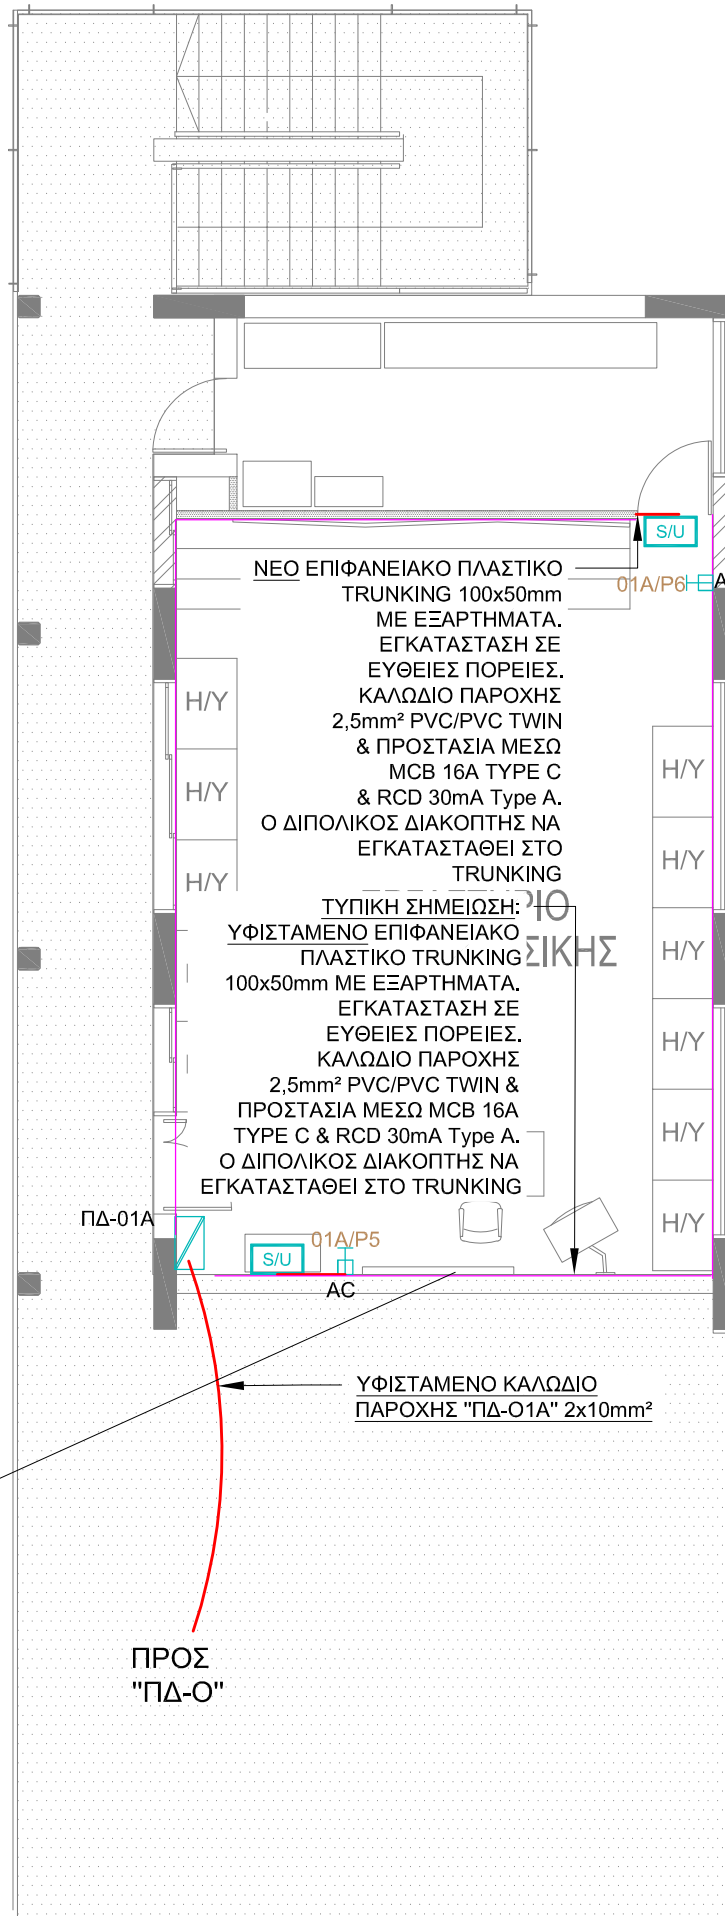 S/U
ΝΕΟ ΕΠΙΦΑΝΕΙΑΚΟ ΠΛΑΣΤΙΚΟ
TRUNKING 100x50mm
ΜΕ ΕΞΑΡΤΗΜΑΤΑ.
ΕΓΚΑΤΑΣΤΑΣΗ ΣΕ
ΕΥΘΕΙΕΣ ΠΟΡΕΙΕΣ.
ΚΑΛΩΔΙΟ ΠΑΡΟΧΗΣ
2,5mm² PVC/PVC TWIN
& ΠΡΟΣΤΑΣΙΑ ΜΕΣΩ
MCB 16A TYPE C
& RCD 30mA Type A.
Ο ΔΙΠΟΛΙΚΟΣ ΔΙΑΚΟΠΤΗΣ ΝΑ
ΕΓΚΑΤΑΣΤΑΘΕΙ ΣΤΟ
TRUNKING
01A/P6
A
Η/Υ
Η/Υ
Η/Υ
Η/Υ
Η/Υ
Η/Υ
Η/Υ
Η/Υ
Η/Υ
ΡΙΟ
ΣΙΚΗΣ
ΤΥΠΙΚΗ ΣΗΜΕΙΩΣΗ:
ΥΦΙΣΤΑΜΕΝΟ ΕΠΙΦΑΝΕΙΑΚΟ
ΠΛΑΣΤΙΚΟ TRUNKING
100x50mm ΜΕ ΕΞΑΡΤΗΜΑΤΑ.
ΕΓΚΑΤΑΣΤΑΣΗ ΣΕ
ΕΥΘΕΙΕΣ ΠΟΡΕΙΕΣ.
ΚΑΛΩΔΙΟ ΠΑΡΟΧΗΣ
2,5mm² PVC/PVC TWIN &
ΠΡΟΣΤΑΣΙΑ ΜΕΣΩ MCB 16A
TYPE C & RCD 30mA Type A.
Ο ΔΙΠΟΛΙΚΟΣ ΔΙΑΚΟΠΤΗΣ ΝΑ
ΕΓΚΑΤΑΣΤΑΘΕΙ ΣΤΟ TRUNKING
ΠΔ-01Α
01A/P5
S/U
AC
ΥΦΙΣΤΑΜΕΝΟ ΚΑΛΩΔΙΟ
ΠΑΡΟΧΗΣ "ΠΔ-Ο1Α" 2x10mm²
ΠΡΟΣ
"ΠΔ-Ο"